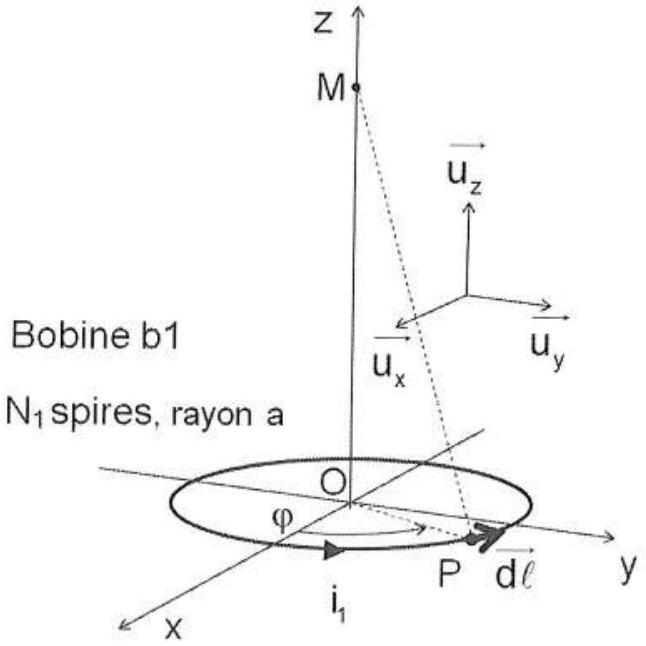 z
M
u_z
Bobine b1
u_x
u_y
N₁ spires, rayon a
O
φ
P
dℓ
y
i₁
x